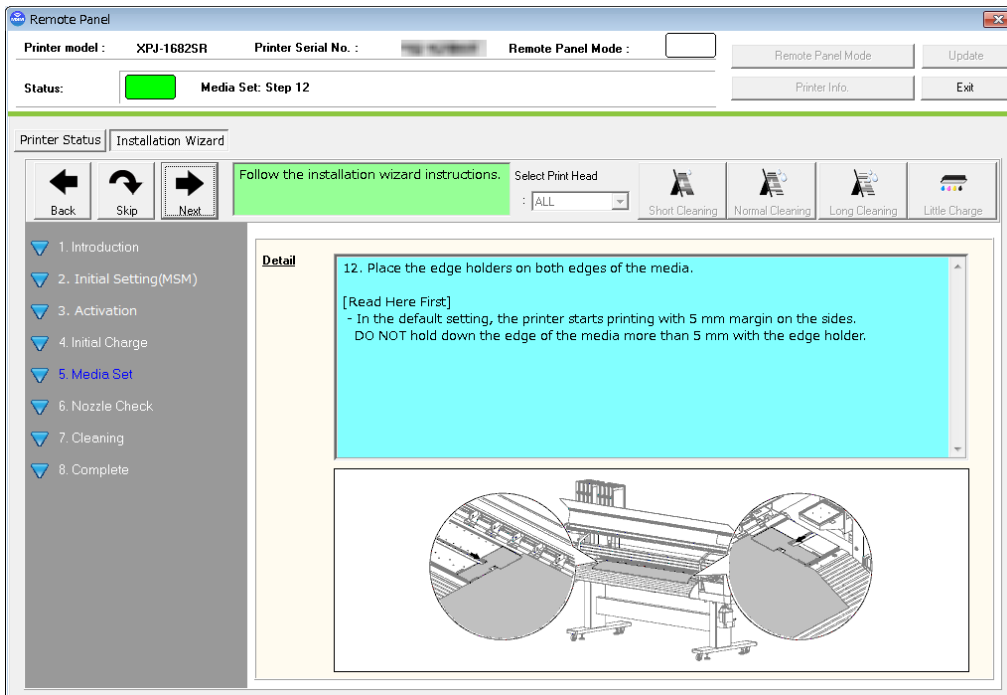 Remote Panel
Printer model : XPJ-1682SR Printer Serial No. : Remote Panel Mode :
Remote Panel Mode Update
Status: Media Set: Step 12
Printer Info. Exit
Printer Status Installation Wizard
Follow the installation wizard instructions. Select Print Head
: ALL
Back Skip Next Short Cleaning Normal Cleaning Long Cleaning Little Charge
1. Introduction
2. Initial Setting(MSM)
3. Activation
4. Initial Charge
5. Media Set
6. Nozzle Check
7. Cleaning
8. Complete
Detail
12. Place the edge holders on both edges of the media.
[Read Here First]
- In the default setting, the printer starts printing with 5 mm margin on the sides.
DO NOT hold down the edge of the media more than 5 mm with the edge holder.